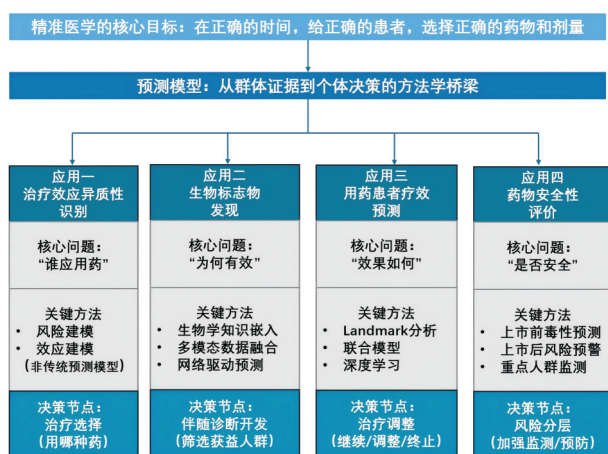 精准医学的核心目标：在正确的时间，给正确的患者，选择正确的药物和剂量
预测模型：从群体证据到个体决策的方法学桥梁
应用一
治疗效应异质性
识别
核心问题：
“谁应用药”
关键方法
• 风险建模
• 效应建模
（非传统预测模型）
决策节点：
治疗选择
（用哪种药）
应用二
生物标志物
发现
核心问题：
“为何有效”
关键方法
• 生物学知识嵌入
• 多模态数据融合
• 网络驱动预测
决策节点：
伴随诊断开发
（筛选获益人群）
应用三
用药患者疗效
预测
核心问题：
“效果如何”
关键方法
• Landmark分析
• 联合模型
• 深度学习
决策节点：
治疗调整
（继续/调整/终止）
应用四
药物安全性
评价
核心问题：
“是否安全”
关键方法
• 上市前毒性预测
• 上市后风险预警
• 重点人群监测
决策节点：
风险分层
（加强监测/预防）